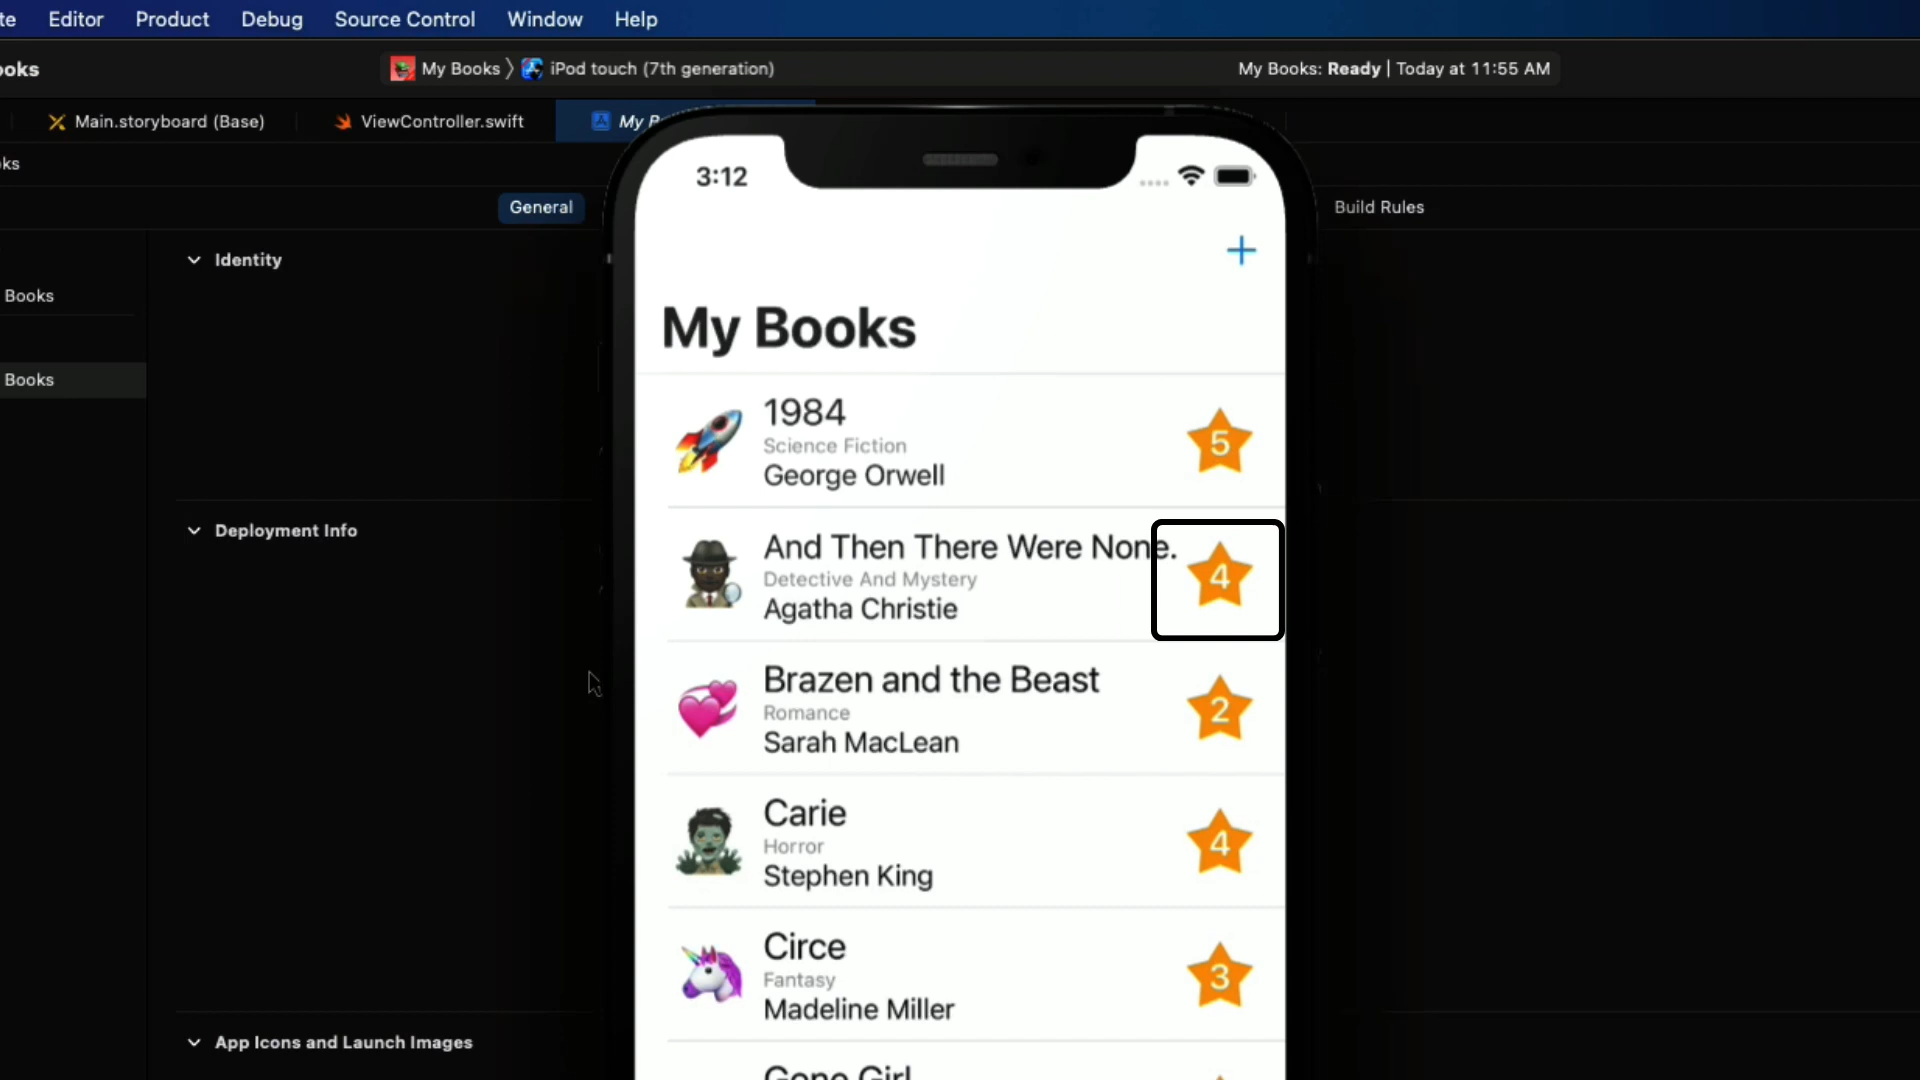 Editor Product Debug Source Control Window Help
My Books iPod touch (7th generation) My Books: Ready | Today at 11:55 AM
Main.storyboard (Base) ViewController.swift My
General Build Rules
Identity
Books
Books
Deployment Info
App Icons and Launch Images
3:12
+
My Books
1984
Science Fiction
George Orwell
5
And Then There Were None.
Detective And Mystery
Agatha Christie
4
Brazen and the Beast
Romance
Sarah MacLean
2
Carie
Horror
Stephen King
4
Circe
Fantasy
Madeline Miller
3
Gone Girl